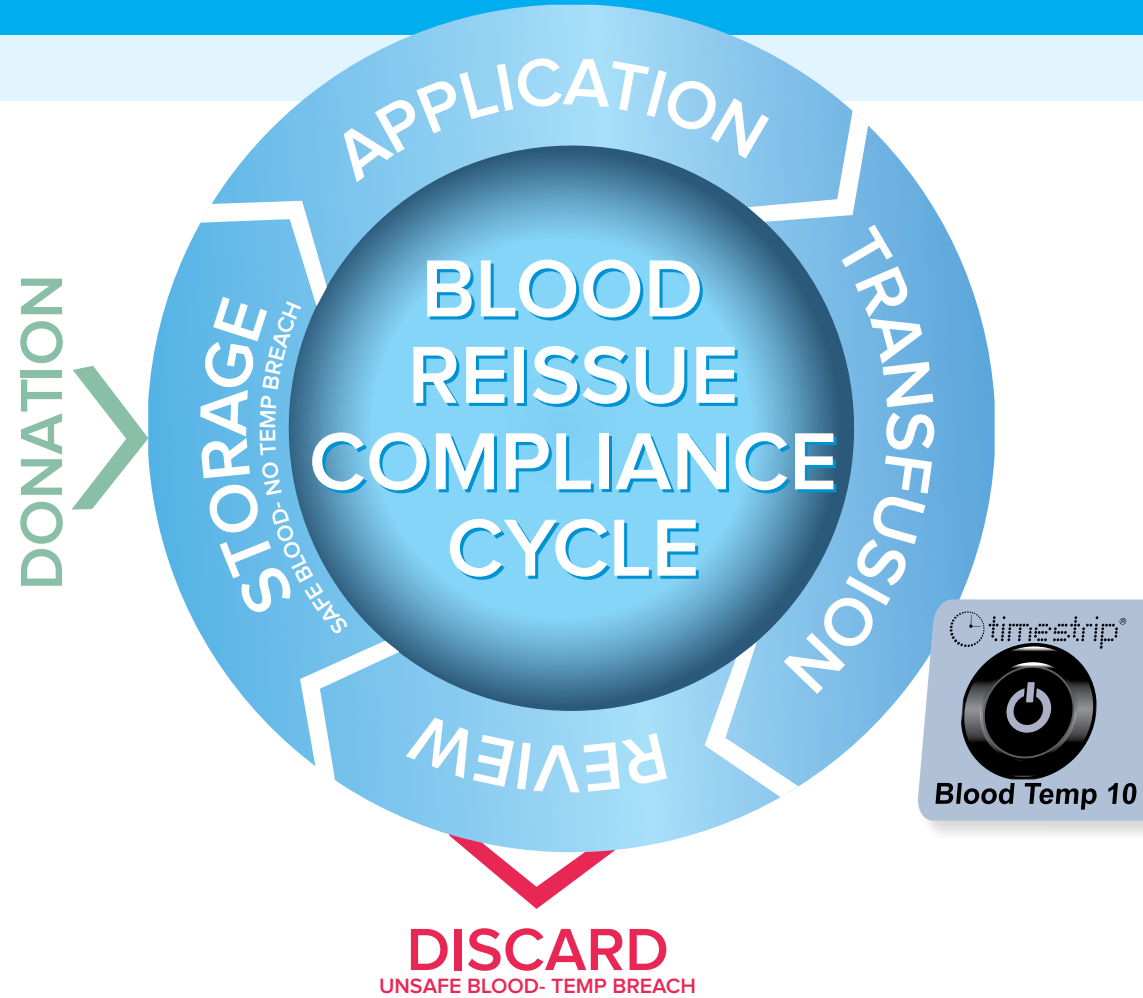 APPLICATION
TRANSFUSION
REVIEW
STORAGE
SAFE BLOOD- NO TEMP BREACH
BLOOD
REISSUE
COMPLIANCE
CYCLE
DONATION
timestrip®
Blood Temp 10
DISCARD
UNSAFE BLOOD- TEMP BREACH